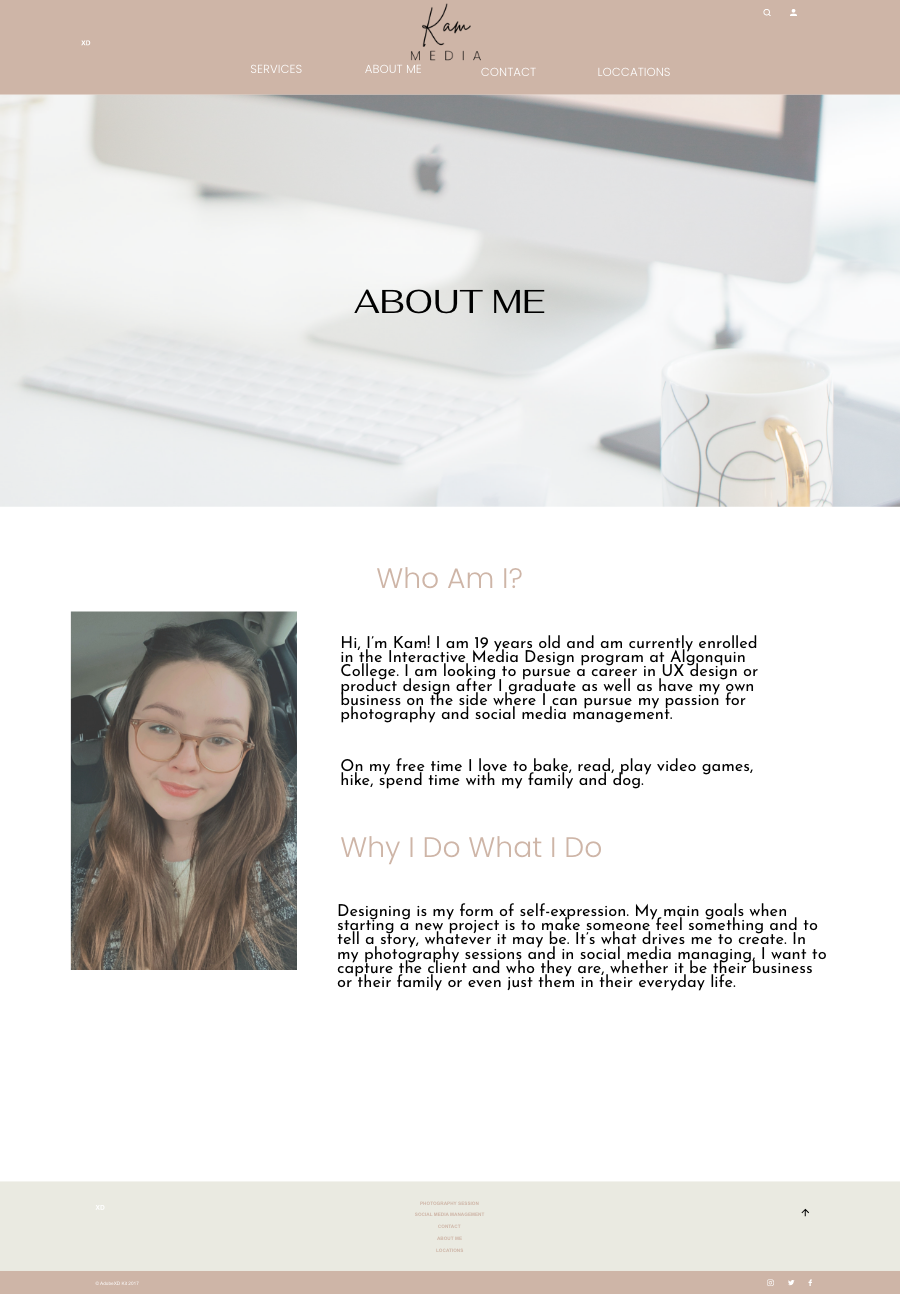 Kam
MEDIA
XD
SERVICES
ABOUT ME
CONTACT
LOCCATIONS
ABOUT ME
Who Am I?
Hi, I'm Kam! I am 19 years old and am currently enrolled
in the Interactive Media Design program at Algonquin
College. I am looking to pursue a career in UX design or
product design after I graduate as well as have my own
business on the side where I can pursue my passion for
photography and social media management.
On my free time I love to bake, read, play video games,
hike, spend time with my family and dog.
Why I Do What I Do
Designing is my form of self-expression. My main goals when
starting a new project is to make someone feel something and to
tell a story, whatever it may be. It's what drives me to create. In
my photography sessions and in social media managing, I want to
capture the client and who they are, whether it be their business
or their family or even just them in their everyday life.
PHOTOGRAPHY SESSION
SOCIAL MEDIA MANAGEMENT
CONTACT
ABOUT ME
LOCATIONS